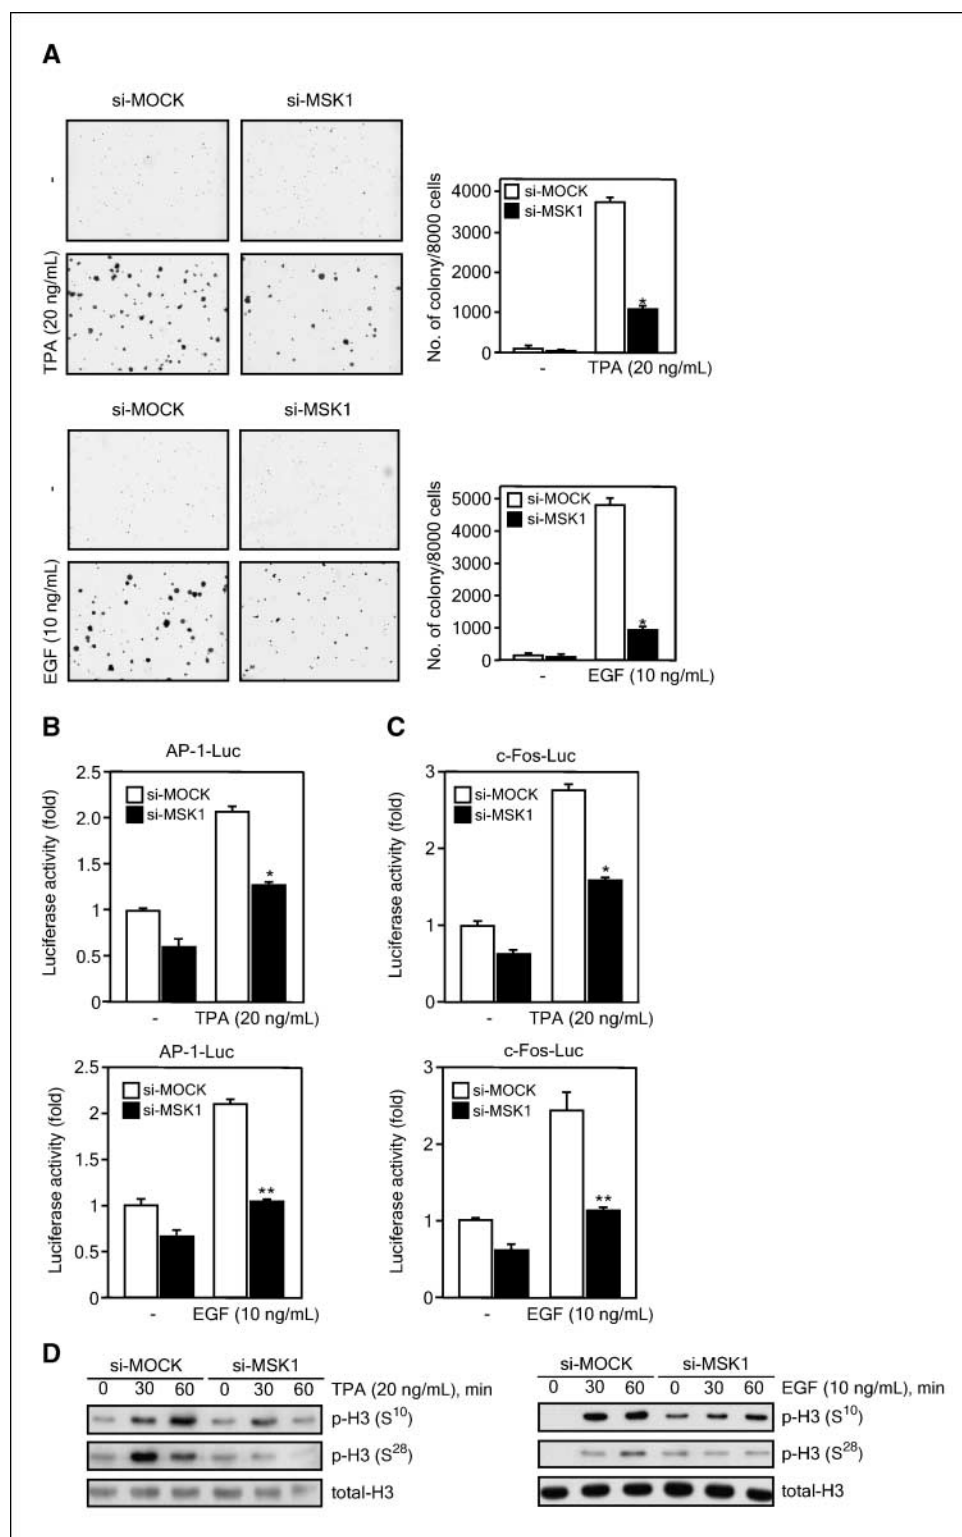 A
si-MOCK
si-MSK1
-
TPA (20 ng/mL)
No. of colony/8000 cells
4000
3000
2000
1000
0
si-MOCK
si-MSK1
*
-
TPA (20 ng/mL)
si-MOCK
si-MSK1
-
EGF (10 ng/mL)
No. of colony/8000 cells
5000
4000
3000
2000
1000
0
si-MOCK
si-MSK1
*
-
EGF (10 ng/mL)
B
AP-1-Luc
Luciferase activity (fold)
2.5
2.0
1.5
1
0.5
0
si-MOCK
si-MSK1
*
-
TPA (20 ng/mL)
AP-1-Luc
Luciferase activity (fold)
2.5
2
1.5
1
0.5
0
si-MOCK
si-MSK1
**
-
EGF (10 ng/mL)
C
c-Fos-Luc
Luciferase activity (fold)
3
2
1
0
si-MOCK
si-MSK1
*
-
TPA (20 ng/mL)
c-Fos-Luc
Luciferase activity (fold)
3
2
1
0
si-MOCK
si-MSK1
**
-
EGF (10 ng/mL)
D
si-MOCK si-MSK1
0 30 60 0 30 60 TPA (20 ng/mL), min
p-H3 (S10)
p-H3 (S28)
total-H3
si-MOCK si-MSK1
0 30 60 0 30 60 EGF (10 ng/mL), min
p-H3 (S10)
p-H3 (S28)
total-H3